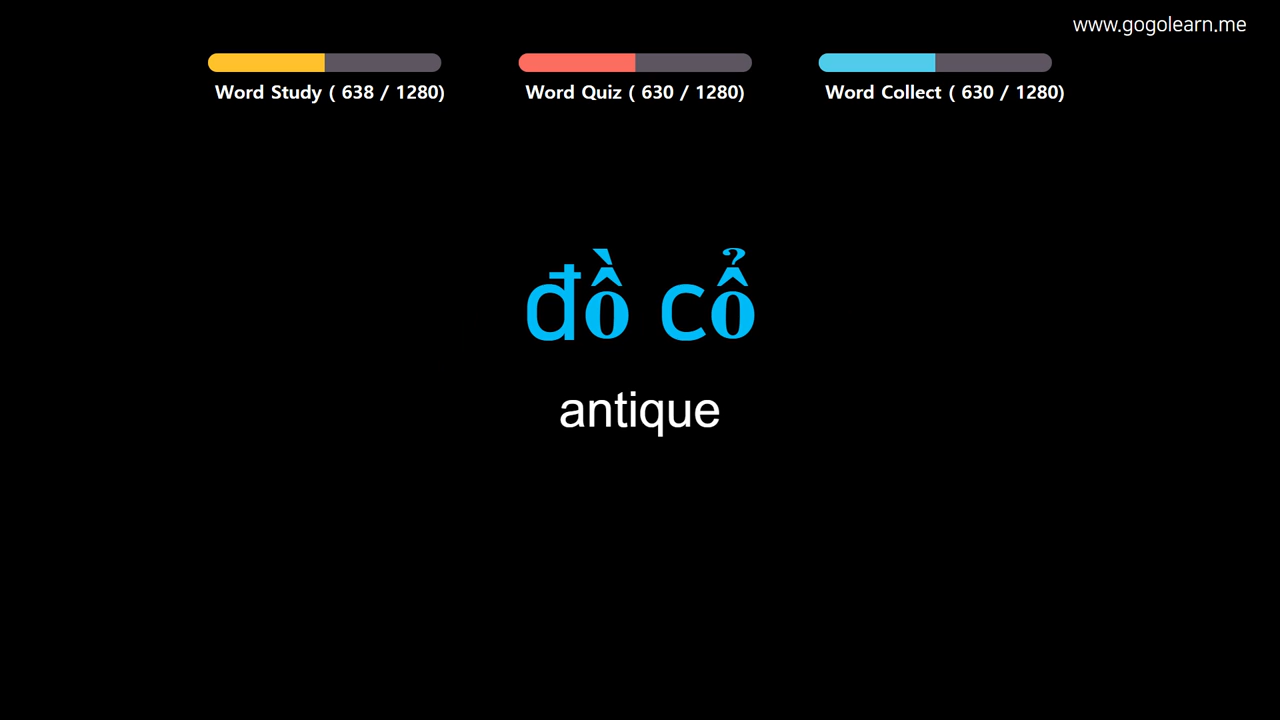 www.gogolearn.me
Word Study ( 638 / 1280)
Word Quiz ( 630 / 1280)
Word Collect ( 630 / 1280)
đồ cổ
antique